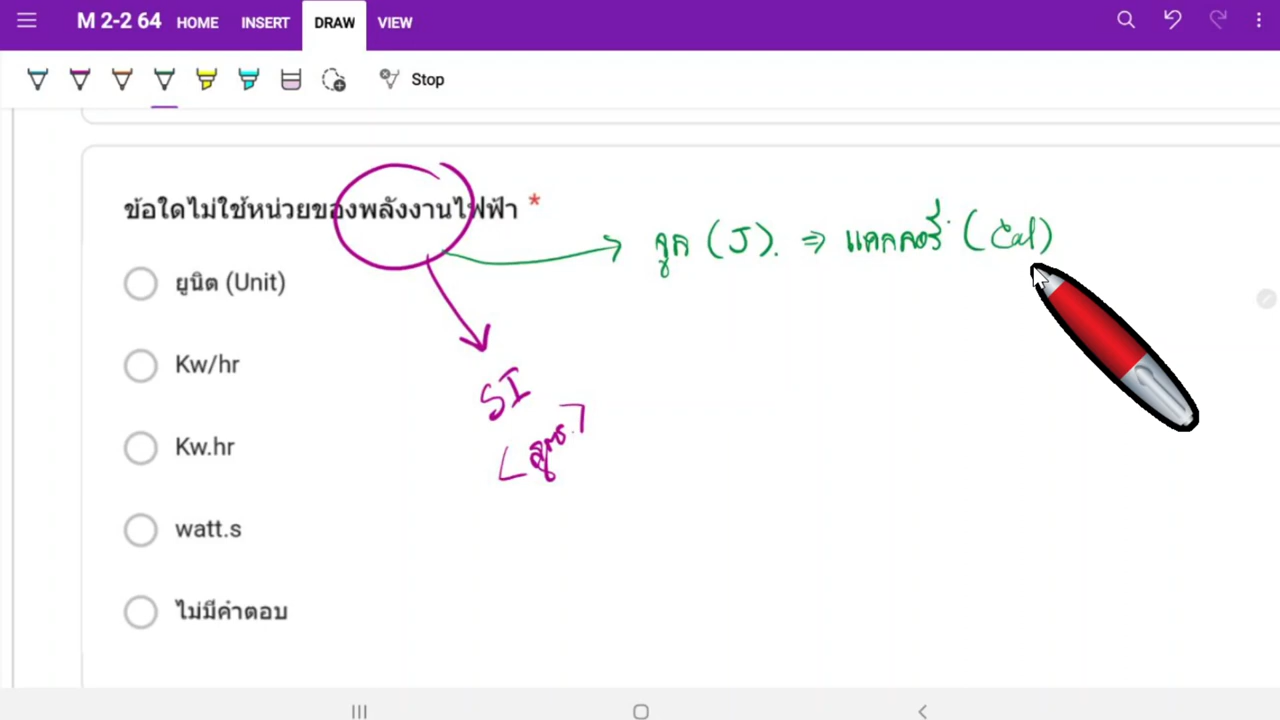 M 2-2 64 HOME INSERT DRAW VIEW
Stop
ข้อใดไม่ใช้หน่วยของพลังงานไฟฟ้า *
จูล (J). ⇒ แคลลอรี่ (Cal)
ยูนิต (Unit)
Kw/hr
SI
Kw.hr
watt.s
ไม่มีคำตอบ